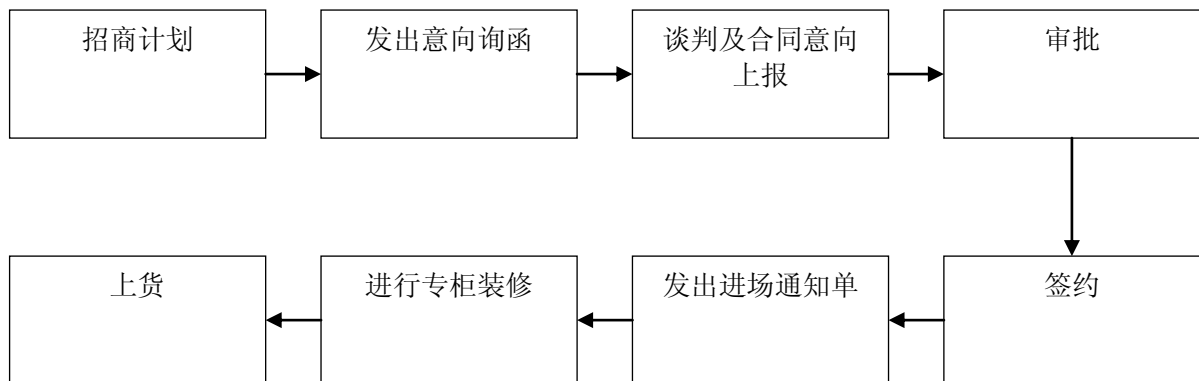 招商计划
发出意向询函
谈判及合同意向
上报
审批
上货
进行专柜装修
发出进场通知单
签约